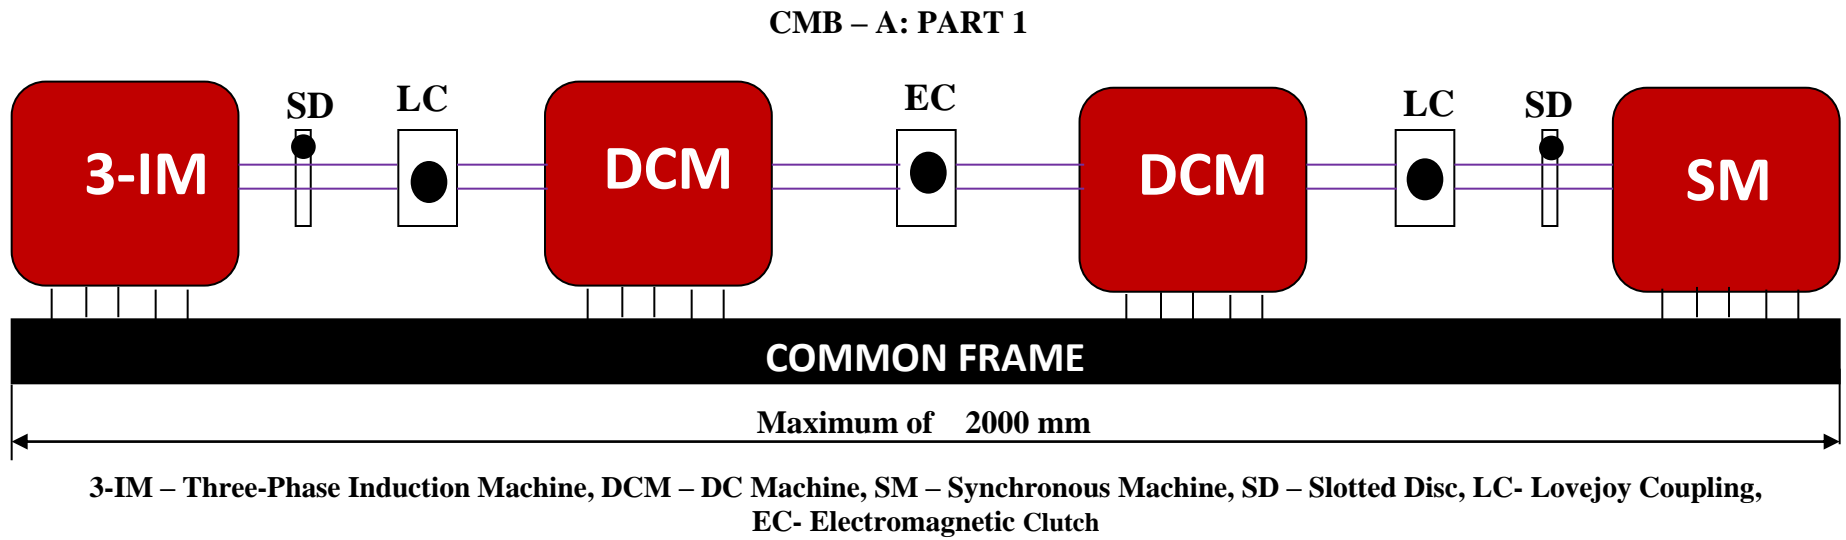 CMB – A: PART 1
SD LC EC LC SD
3-IM DCM DCM SM
COMMON FRAME
Maximum of 2000 mm
3-IM – Three-Phase Induction Machine, DCM – DC Machine, SM – Synchronous Machine, SD – Slotted Disc, LC- Lovejoy Coupling,
EC- Electromagnetic Clutch